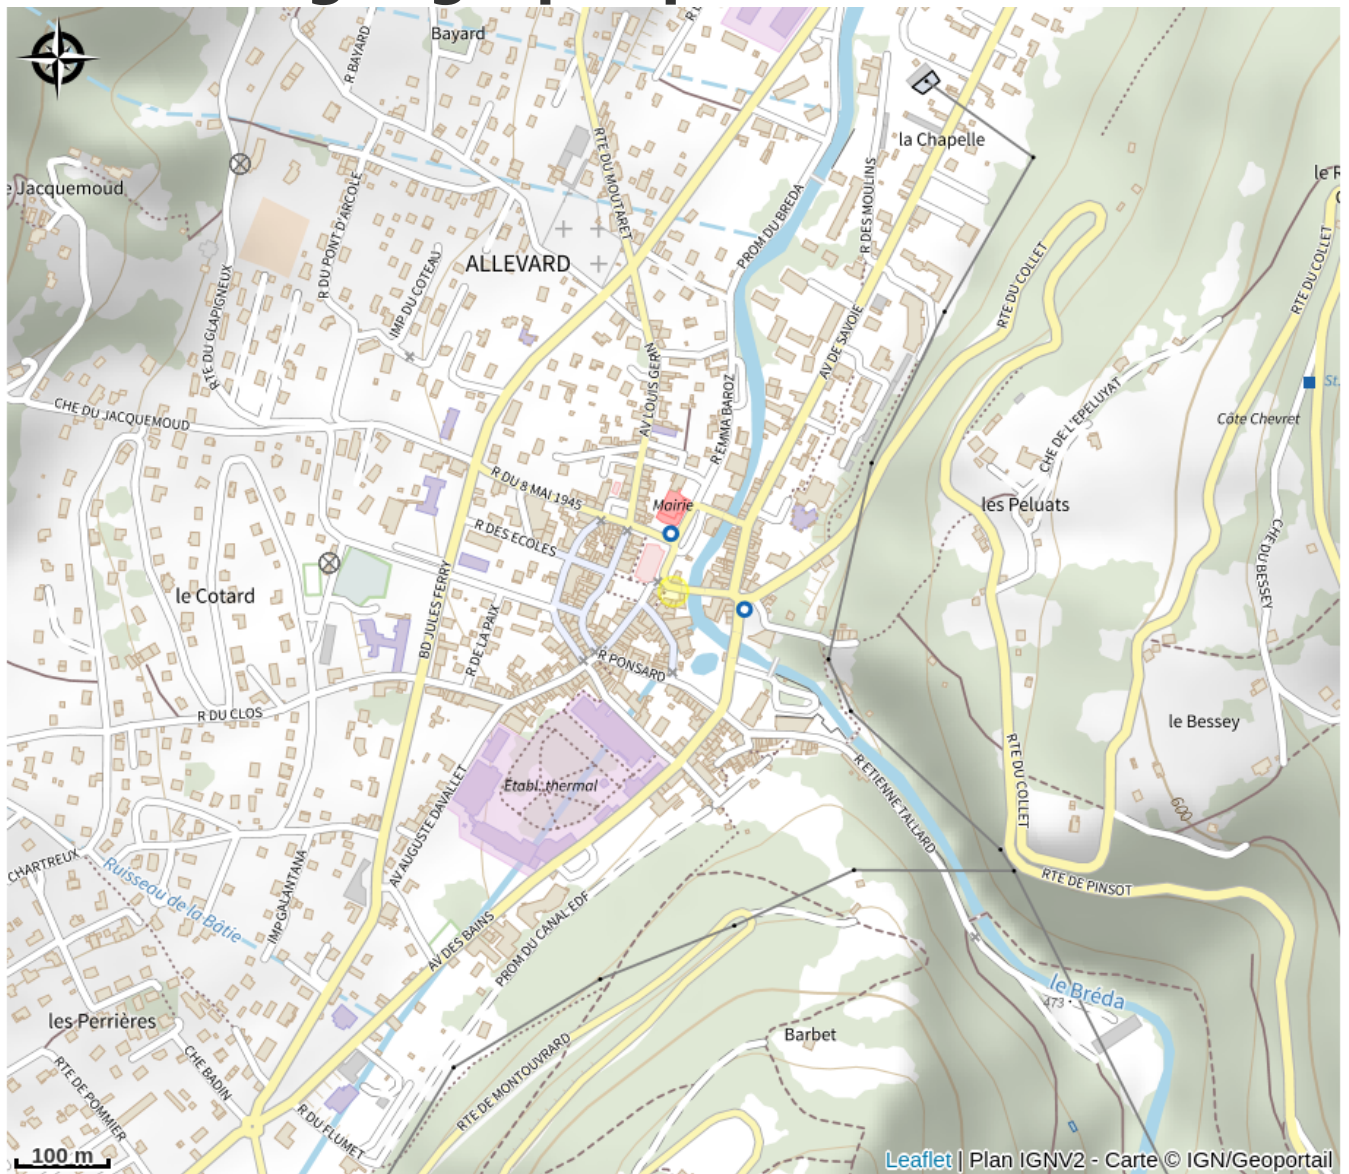 Bayard
R BAYARD
la Chapelle
RTE DU MOUTARET
e Jacquemoud
R DU PONT D'ARCOLE
PROM DU BREDA
R DES MOULINS
ALLEVARD
IMP DU COTEAU
RTE DU GLAPIGNEUX
RTE DU COLLET
RTE DU COLLET
AV DE SAVOIE
AV LOUIS GERIN
R EMMA BAROZ
CHE DU JACQUEMOUD
CHE DE L'EPELUYAT
Côte Chevret
St.
R DU 8 MAI 1945
Mairie
les Peluats
R DES ECOLES
CHE DU BESSEY
le Cotard
BD JULES FERRY
R DE LA PAIX
R PONSARD
R DU CLOS
le Bessey
RTE DU COLLET
Etabl. thermal
R ETIENNE TALLARD
600
AV AUGUSTE DAVALLET
CHARTREUX
Ruisseau de la Bâtie
IMP GALANTANA
RTE DE PINSOT
AV DES BAINS
PROM DU CANAL EDF
le Bréda
473
les Perrières
Barbet
RTE DE MONTOUVRARD
CHE BADIN
RTE DE POMMIER
R DU FLUMET
100 m
Leaflet | Plan IGNV2 - Carte © IGN/Geoportail